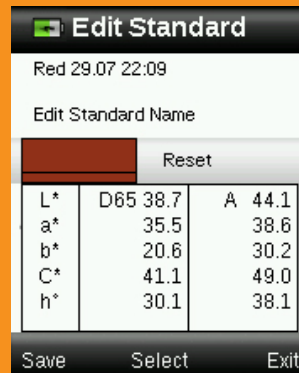 Edit Standard
Red 29.07 22:09
Edit Standard Name
Reset
L* D65 38.7 A 44.1
a* 35.5 38.6
b* 20.6 30.2
C* 41.1 49.0
h° 30.1 38.1
Save Select Exit